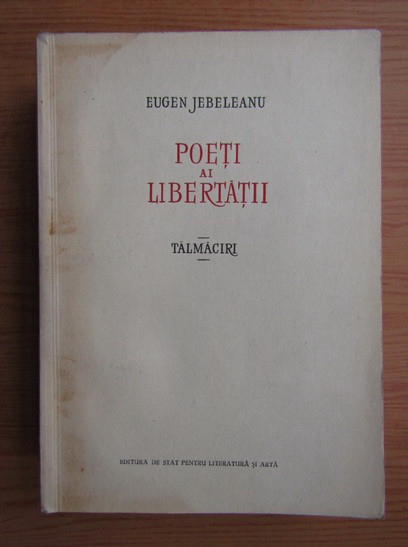 EUGEN JEBELEANU
POEȚI
AI
LIBERTĂȚII
TĂLMĂCIRI
EDITURA DE STAT PENTRU LITERATURĂ ȘI ARTĂ